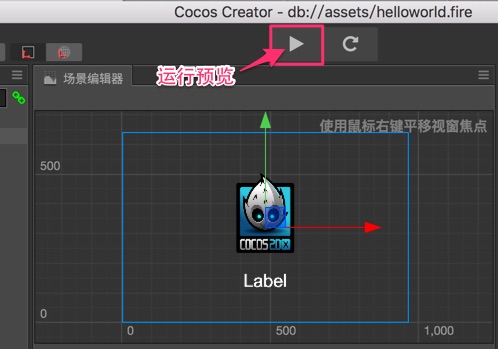 Cocos Creator - db://assets/helloworld.fire
运行预览
场景编辑器
使用鼠标右键平移视窗焦点
500
COCOS2D X
Label
0
0
500
1,000